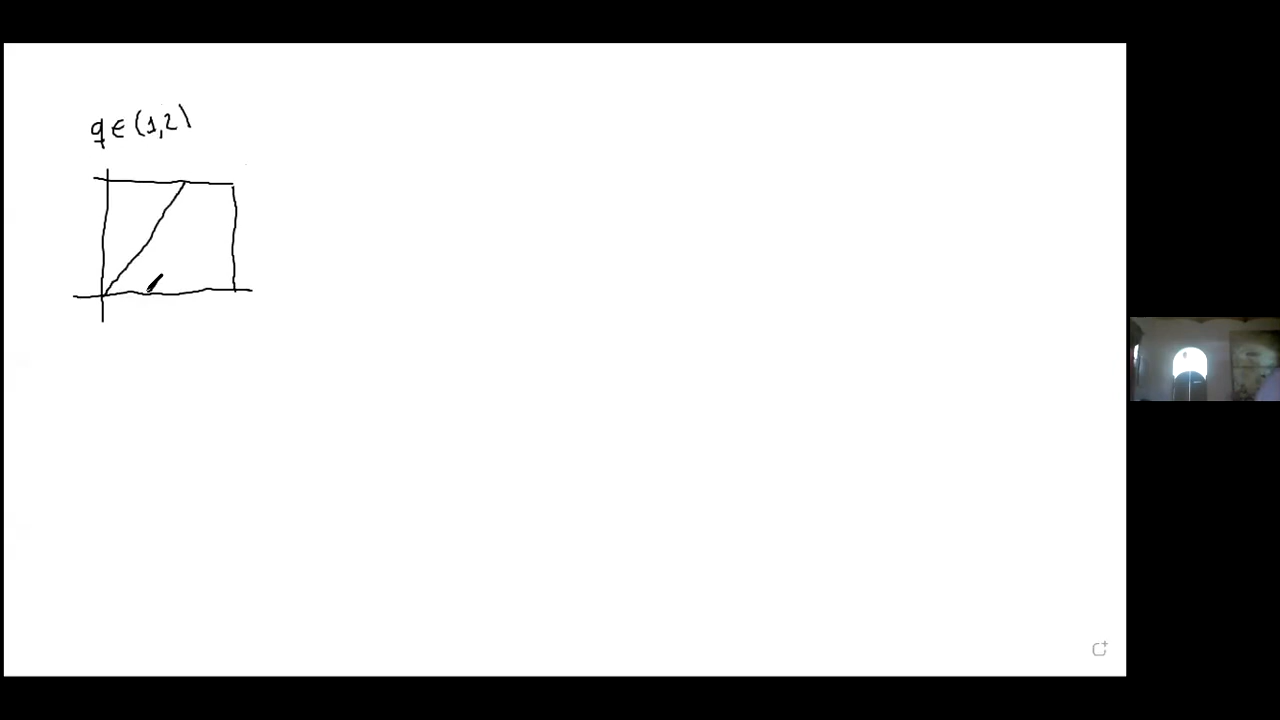 q ∈ (1,2)